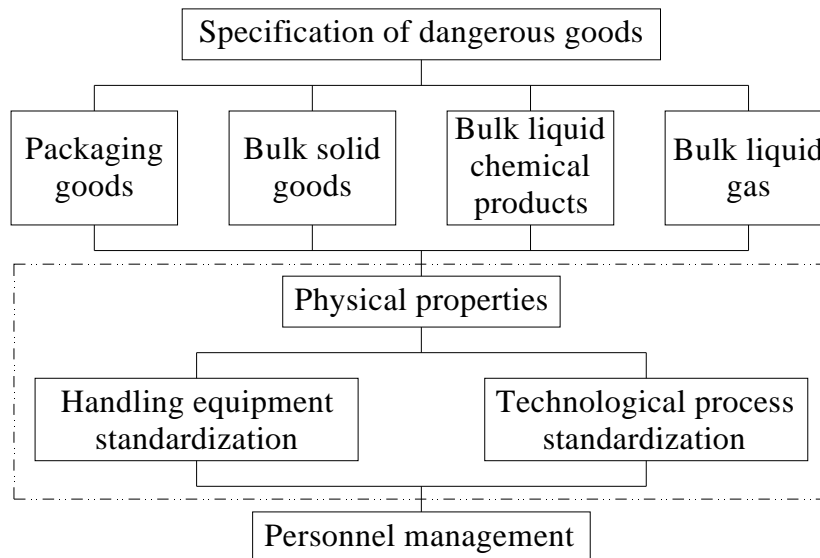 Specification of dangerous goods
Packaging
goods
Bulk solid
goods
Bulk liquid
chemical
products
Bulk liquid
gas
Physical properties
Handling equipment
standardization
Technological process
standardization
Personnel management